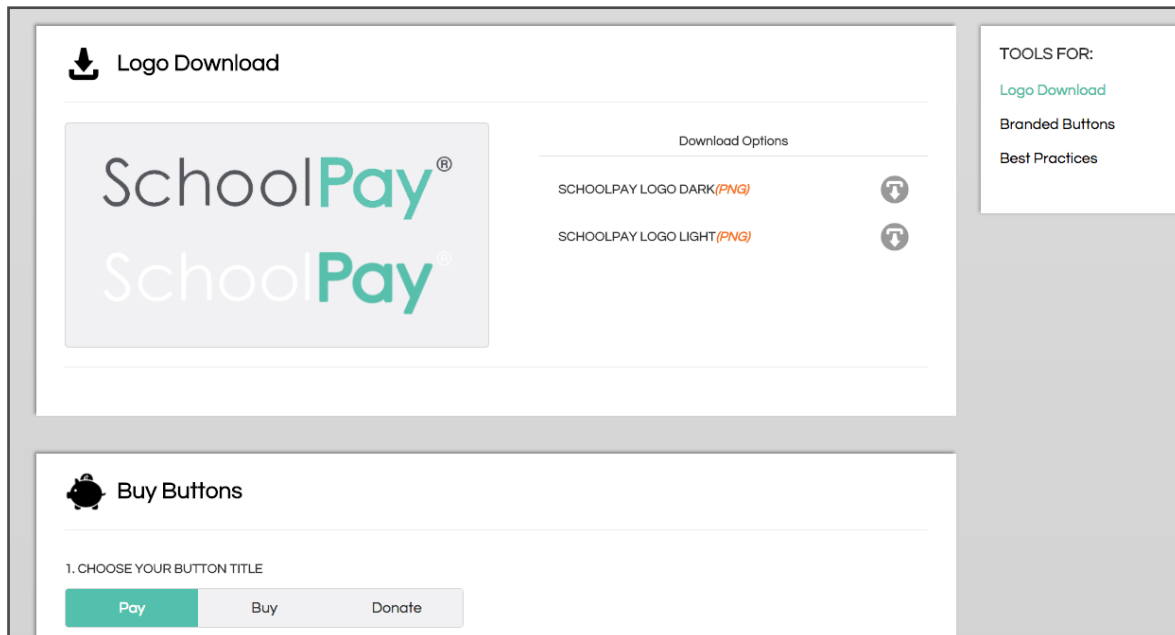 Logo Download
SchoolPay®
SchoolPay®
Download Options
SCHOOLPAY LOGO DARK(PNG)
SCHOOLPAY LOGO LIGHT(PNG)
TOOLS FOR:
Logo Download
Branded Buttons
Best Practices
Buy Buttons
1. CHOOSE YOUR BUTTON TITLE
Pay Buy Donate